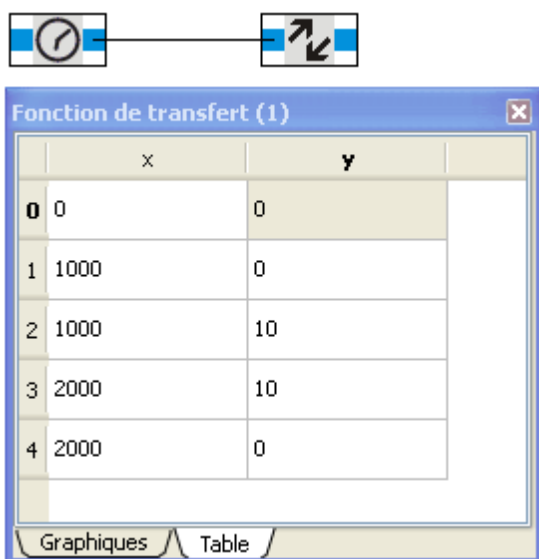 Fonction de transfert (1)
x y
0 0 0
1 1000 0
2 1000 10
3 2000 10
4 2000 0
Graphiques Table